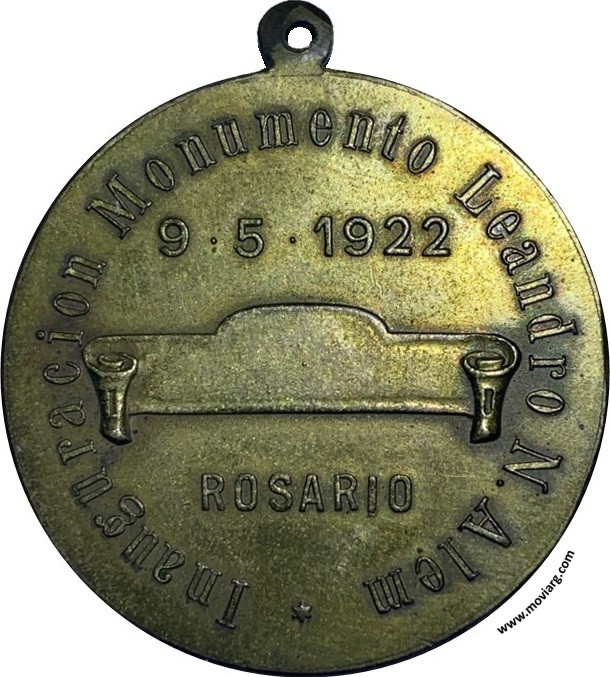 Inauguracion Monumento Leandro N. Alem
9·5·1922
ROSARIO
www.moviarg.com